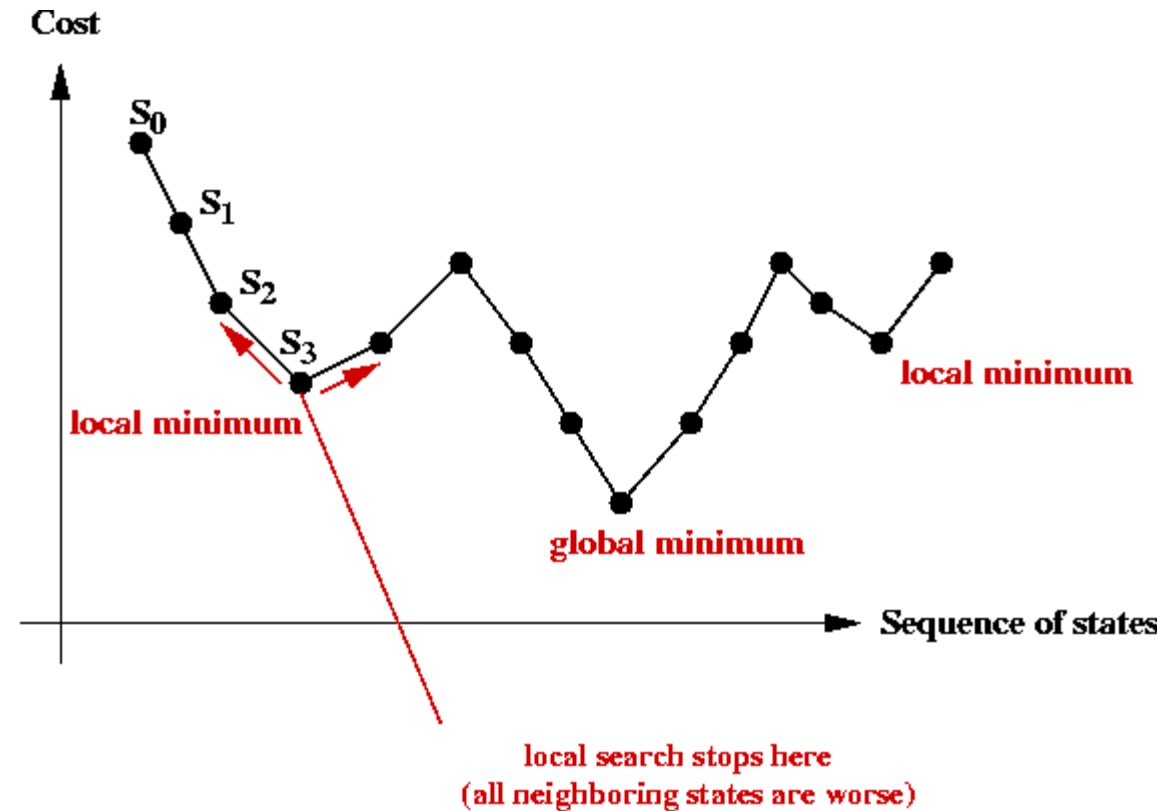 Cost
S0
S1
S2
S3
local minimum
local minimum
global minimum
Sequence of states
local search stops here
(all neighboring states are worse)